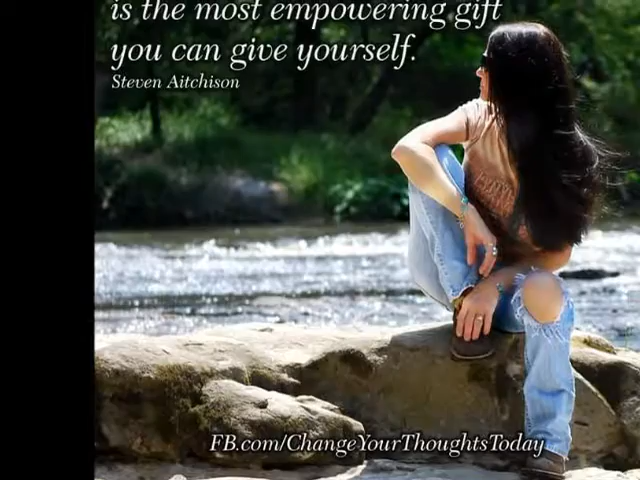 is the most empowering gift
you can give yourself.
Steven Aitchison
FB.com/ChangeYourThoughtsToday